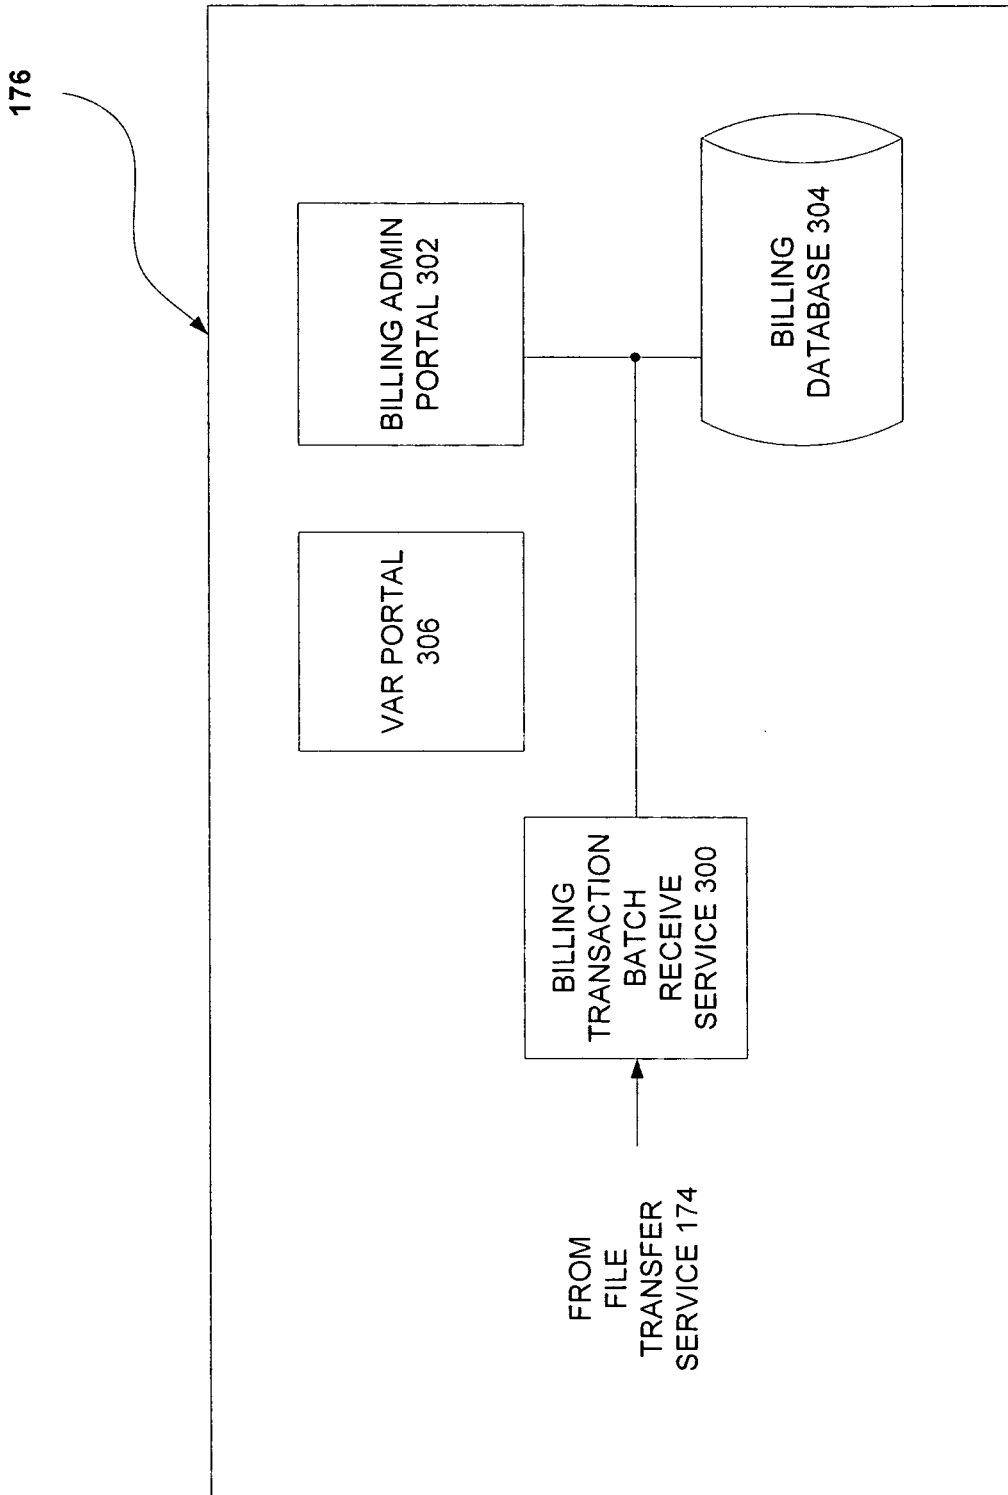 176
VAR PORTAL
306
BILLING ADMIN
PORTAL 302
FROM
FILE
TRANSFER
SERVICE 174
BILLING
TRANSACTION
BATCH
RECEIVE
SERVICE 300
BILLING
DATABASE 304